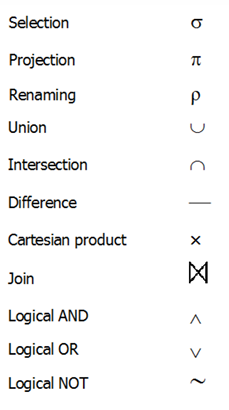 Selection σ
Projection π
Renaming ρ
Union ∪
Intersection ∩
Difference —
Cartesian product ×
Join ⋈
Logical AND ∧
Logical OR ∨
Logical NOT ~